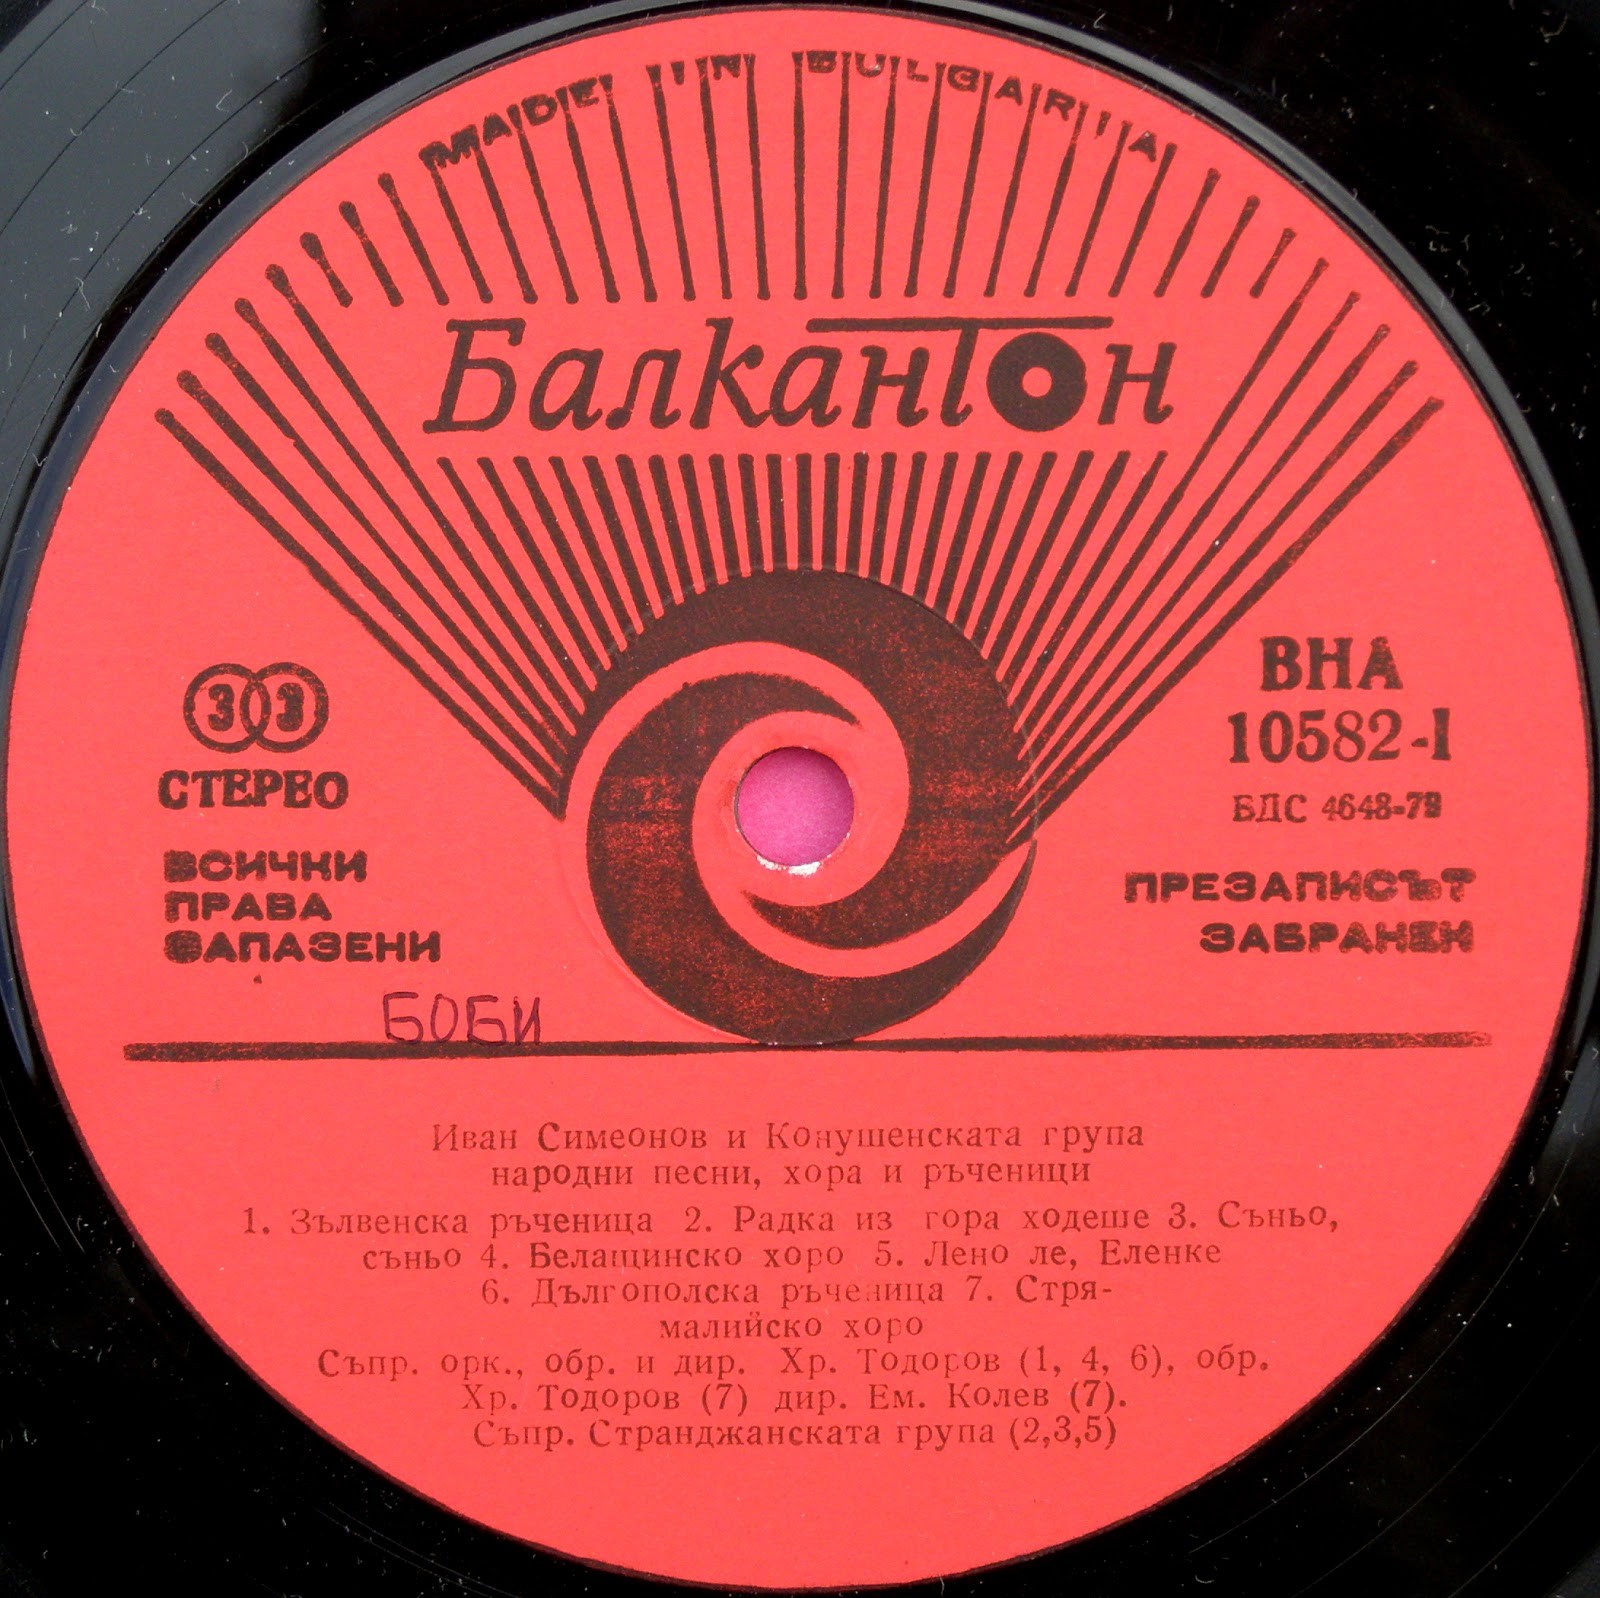 MADE IN BULGARIA
Балкантон
33
СТЕРЕО
ВСИЧКИ
ПРАВА
ЗАПАЗЕНИ
БОБИ
ВНА
10582-I
БДС 4648-72
ПРЕЗАПИСЪТ
ЗАБРАНЕН
Иван Симеонов и Конушенската група
народни песни, хора и ръченици
1. Зълвенска ръченица 2. Радка из гора ходеше 3. Съньо,
съньо 4. Белащинско хоро 5. Лено ле, Еленке
6. Дългополска ръченица 7. Стря-
малийско хоро
Съпр. орк., обр. и дир. Хр. Тодоров (1, 4, 6), обр.
Хр. Тодоров (7) дир. Ем. Колев (7).
Съпр. Странджанската група (2,3,5)